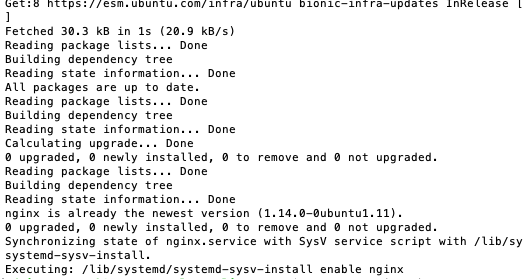 Get:8 https://esm.ubuntu.com/infra/ubuntu bionic-infra-updates InRelease [
]
Fetched 30.3 kB in 1s (20.9 kB/s)
Reading package lists... Done
Building dependency tree
Reading state information... Done
All packages are up to date.
Reading package lists... Done
Building dependency tree
Reading state information... Done
Calculating upgrade... Done
0 upgraded, 0 newly installed, 0 to remove and 0 not upgraded.
Reading package lists... Done
Building dependency tree
Reading state information... Done
nginx is already the newest version (1.14.0-0ubuntu1.11).
0 upgraded, 0 newly installed, 0 to remove and 0 not upgraded.
Synchronizing state of nginx.service with SysV service script with /lib/sy
systemd-sysv-install.
Executing: /lib/systemd/systemd-sysv-install enable nginx